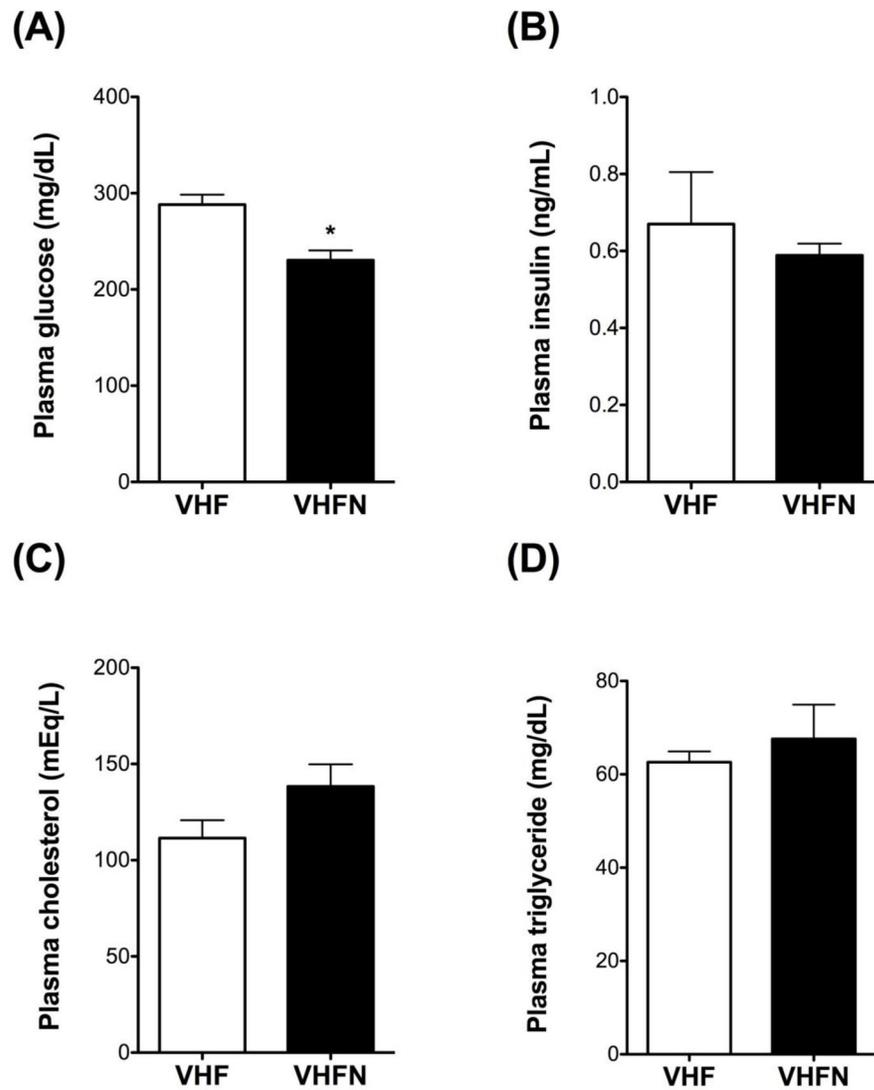 (A)
Plasma glucose (mg/dL)
400
300
200
100
0
*
VHF
VHFN
(B)
Plasma insulin (ng/mL)
1.0
0.8
0.6
0.4
0.2
0.0
VHF
VHFN
(C)
Plasma cholesterol (mEq/L)
200
150
100
50
0
VHF
VHFN
(D)
Plasma triglyceride (mg/dL)
80
60
40
20
0
VHF
VHFN